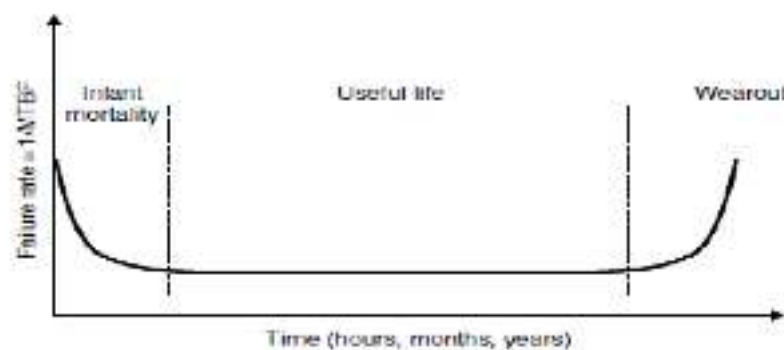 Failure rate = 1/MTBF
Infant
mortality
Useful life
Wearout
Time (hours, months, years)